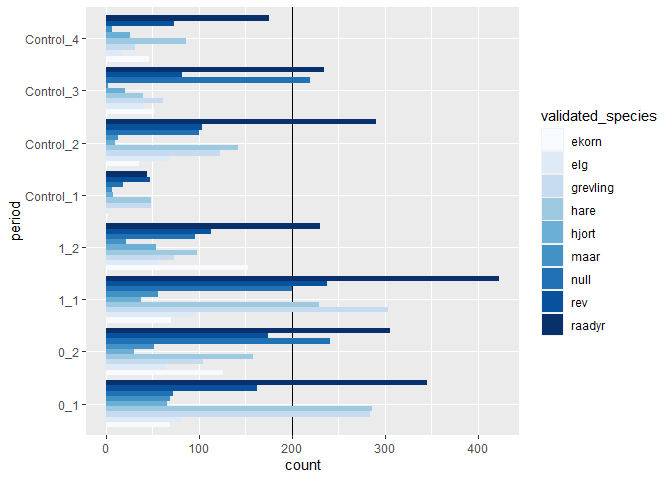 Control_4
Control_3
Control_2
Control_1
1_2
1_1
0_2
0_1
period
0 100 200 300 400
count
validated_species
ekorn
elg
grevling
hare
hjort
maar
null
rev
raadyr